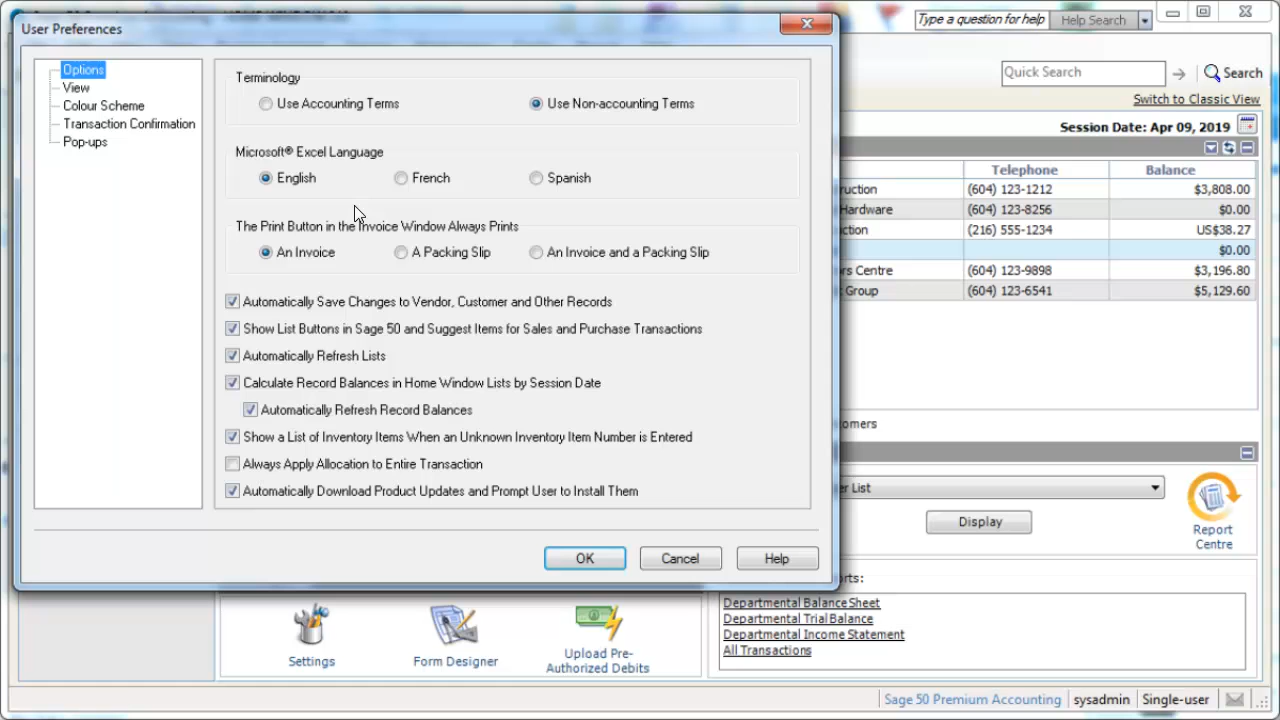 User Preferences
Type a question for help
Help Search
Options
View
Colour Scheme
Transaction Confirmation
Pop-ups
Terminology
Use Accounting Terms
Use Non-accounting Terms
Microsoft® Excel Language
English
French
Spanish
The Print Button in the Invoice Window Always Prints
An Invoice
A Packing Slip
An Invoice and a Packing Slip
Automatically Save Changes to Vendor, Customer and Other Records
Show List Buttons in Sage 50 and Suggest Items for Sales and Purchase Transactions
Automatically Refresh Lists
Calculate Record Balances in Home Window Lists by Session Date
Automatically Refresh Record Balances
Show a List of Inventory Items When an Unknown Inventory Item Number is Entered
Always Apply Allocation to Entire Transaction
Automatically Download Product Updates and Prompt User to Install Them
OK
Cancel
Help
Quick Search
Search
Switch to Classic View
Session Date: Apr 09, 2019
Telephone Balance
ruction (604) 123-1212 $3,808.00
Hardware (604) 123-8256 $0.00
ction (216) 555-1234 US$38.27
$0.00
rs Centre (604) 123-9898 $3,196.80
Group (604) 123-6541 $5,129.60
omers
er List
Display
Report
Centre
orts:
Departmental Balance Sheet
Departmental Trial Balance
Departmental Income Statement
All Transactions
Settings
Form Designer
Upload Pre-
Authorized Debits
Sage 50 Premium Accounting
sysadmin
Single-user